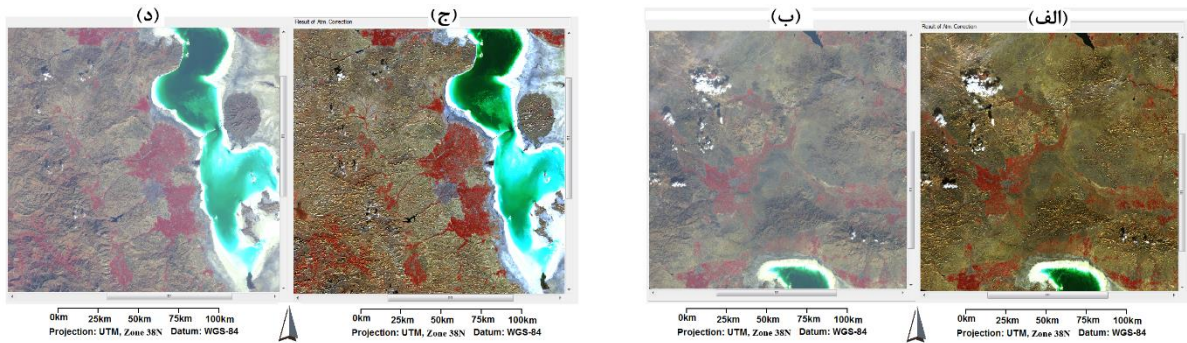 (الف)
(ب)
(ج)
(د)
Result of Atm. Correction
Result of Atm. Correction
0km 25km 50km 75km 100km
Projection: UTM, Zone 38N Datum: WGS-84
0km 25km 50km 75km 100km
Projection: UTM, Zone 38N Datum: WGS-84
0km 25km 50km 75km 100km
Projection: UTM, Zone 38N Datum: WGS-84
0km 25km 50km 75km 100km
Projection: UTM, Zone 38N Datum: WGS-84